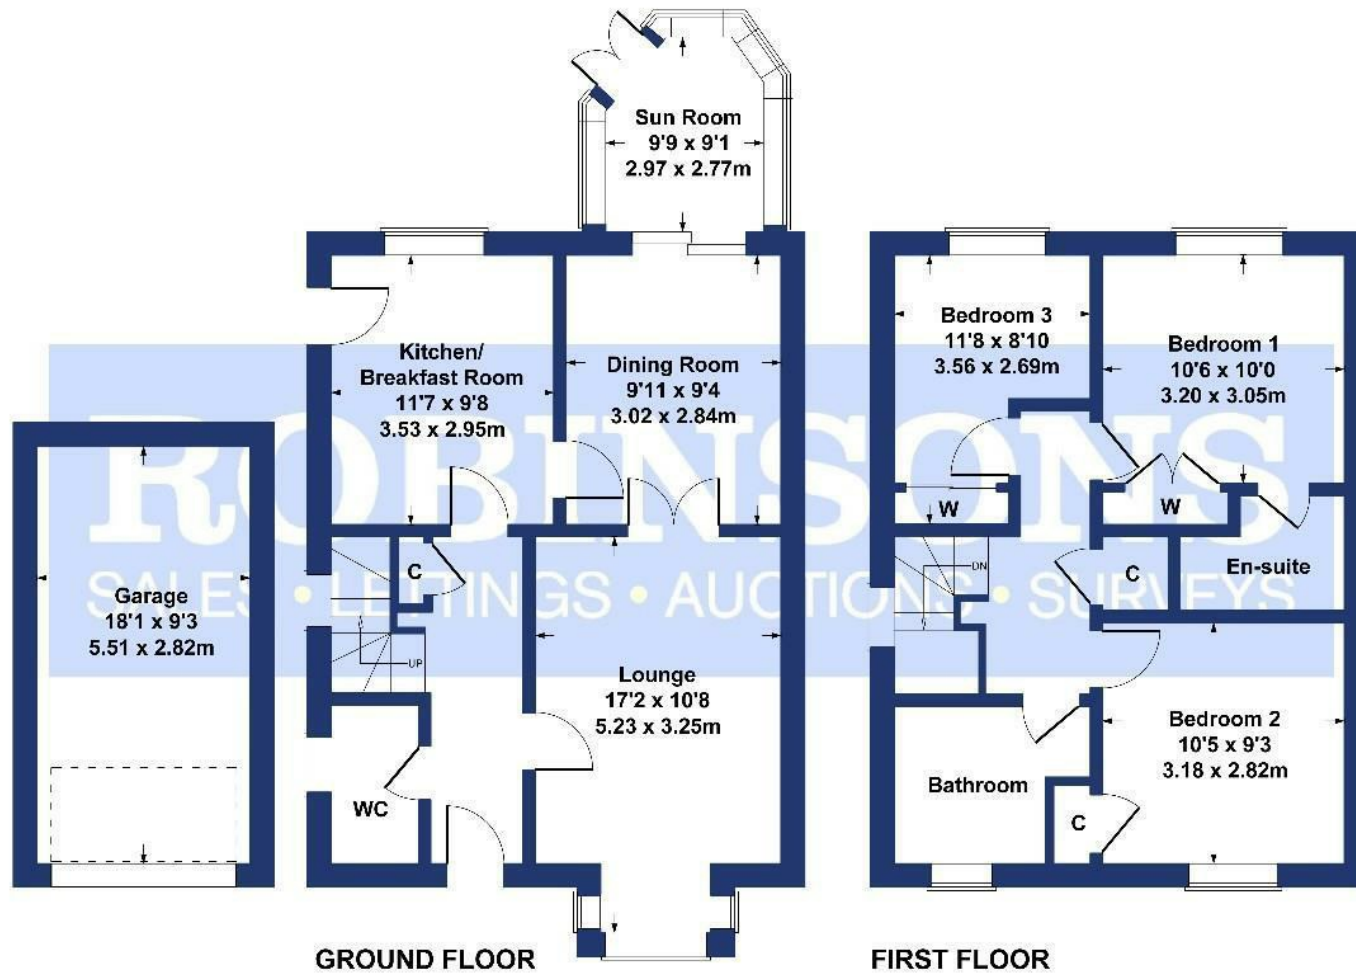 Sun Room
9'9 x 9'1
2.97 x 2.77m
Kitchen/
Breakfast Room
11'7 x 9'8
3.53 x 2.95m
Dining Room
9'11 x 9'4
3.02 x 2.84m
Bedroom 3
11'8 x 8'10
3.56 x 2.69m
Bedroom 1
10'6 x 10'0
3.20 x 3.05m
ROBINSONS
SALES • LETTINGS • AUCTIONS • SURVEYS
W
W
C
DN
C
En-suite
Garage
18'1 x 9'3
5.51 x 2.82m
UP
Lounge
17'2 x 10'8
5.23 x 3.25m
Bedroom 2
10'5 x 9'3
3.18 x 2.82m
WC
Bathroom
C
GROUND FLOOR
FIRST FLOOR